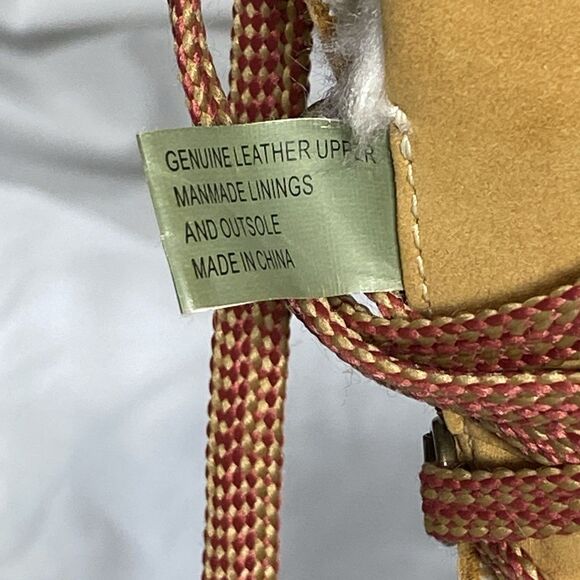 GENUINE LEATHER UPPER
MANMADE LININGS
AND OUTSOLE
MADE IN CHINA